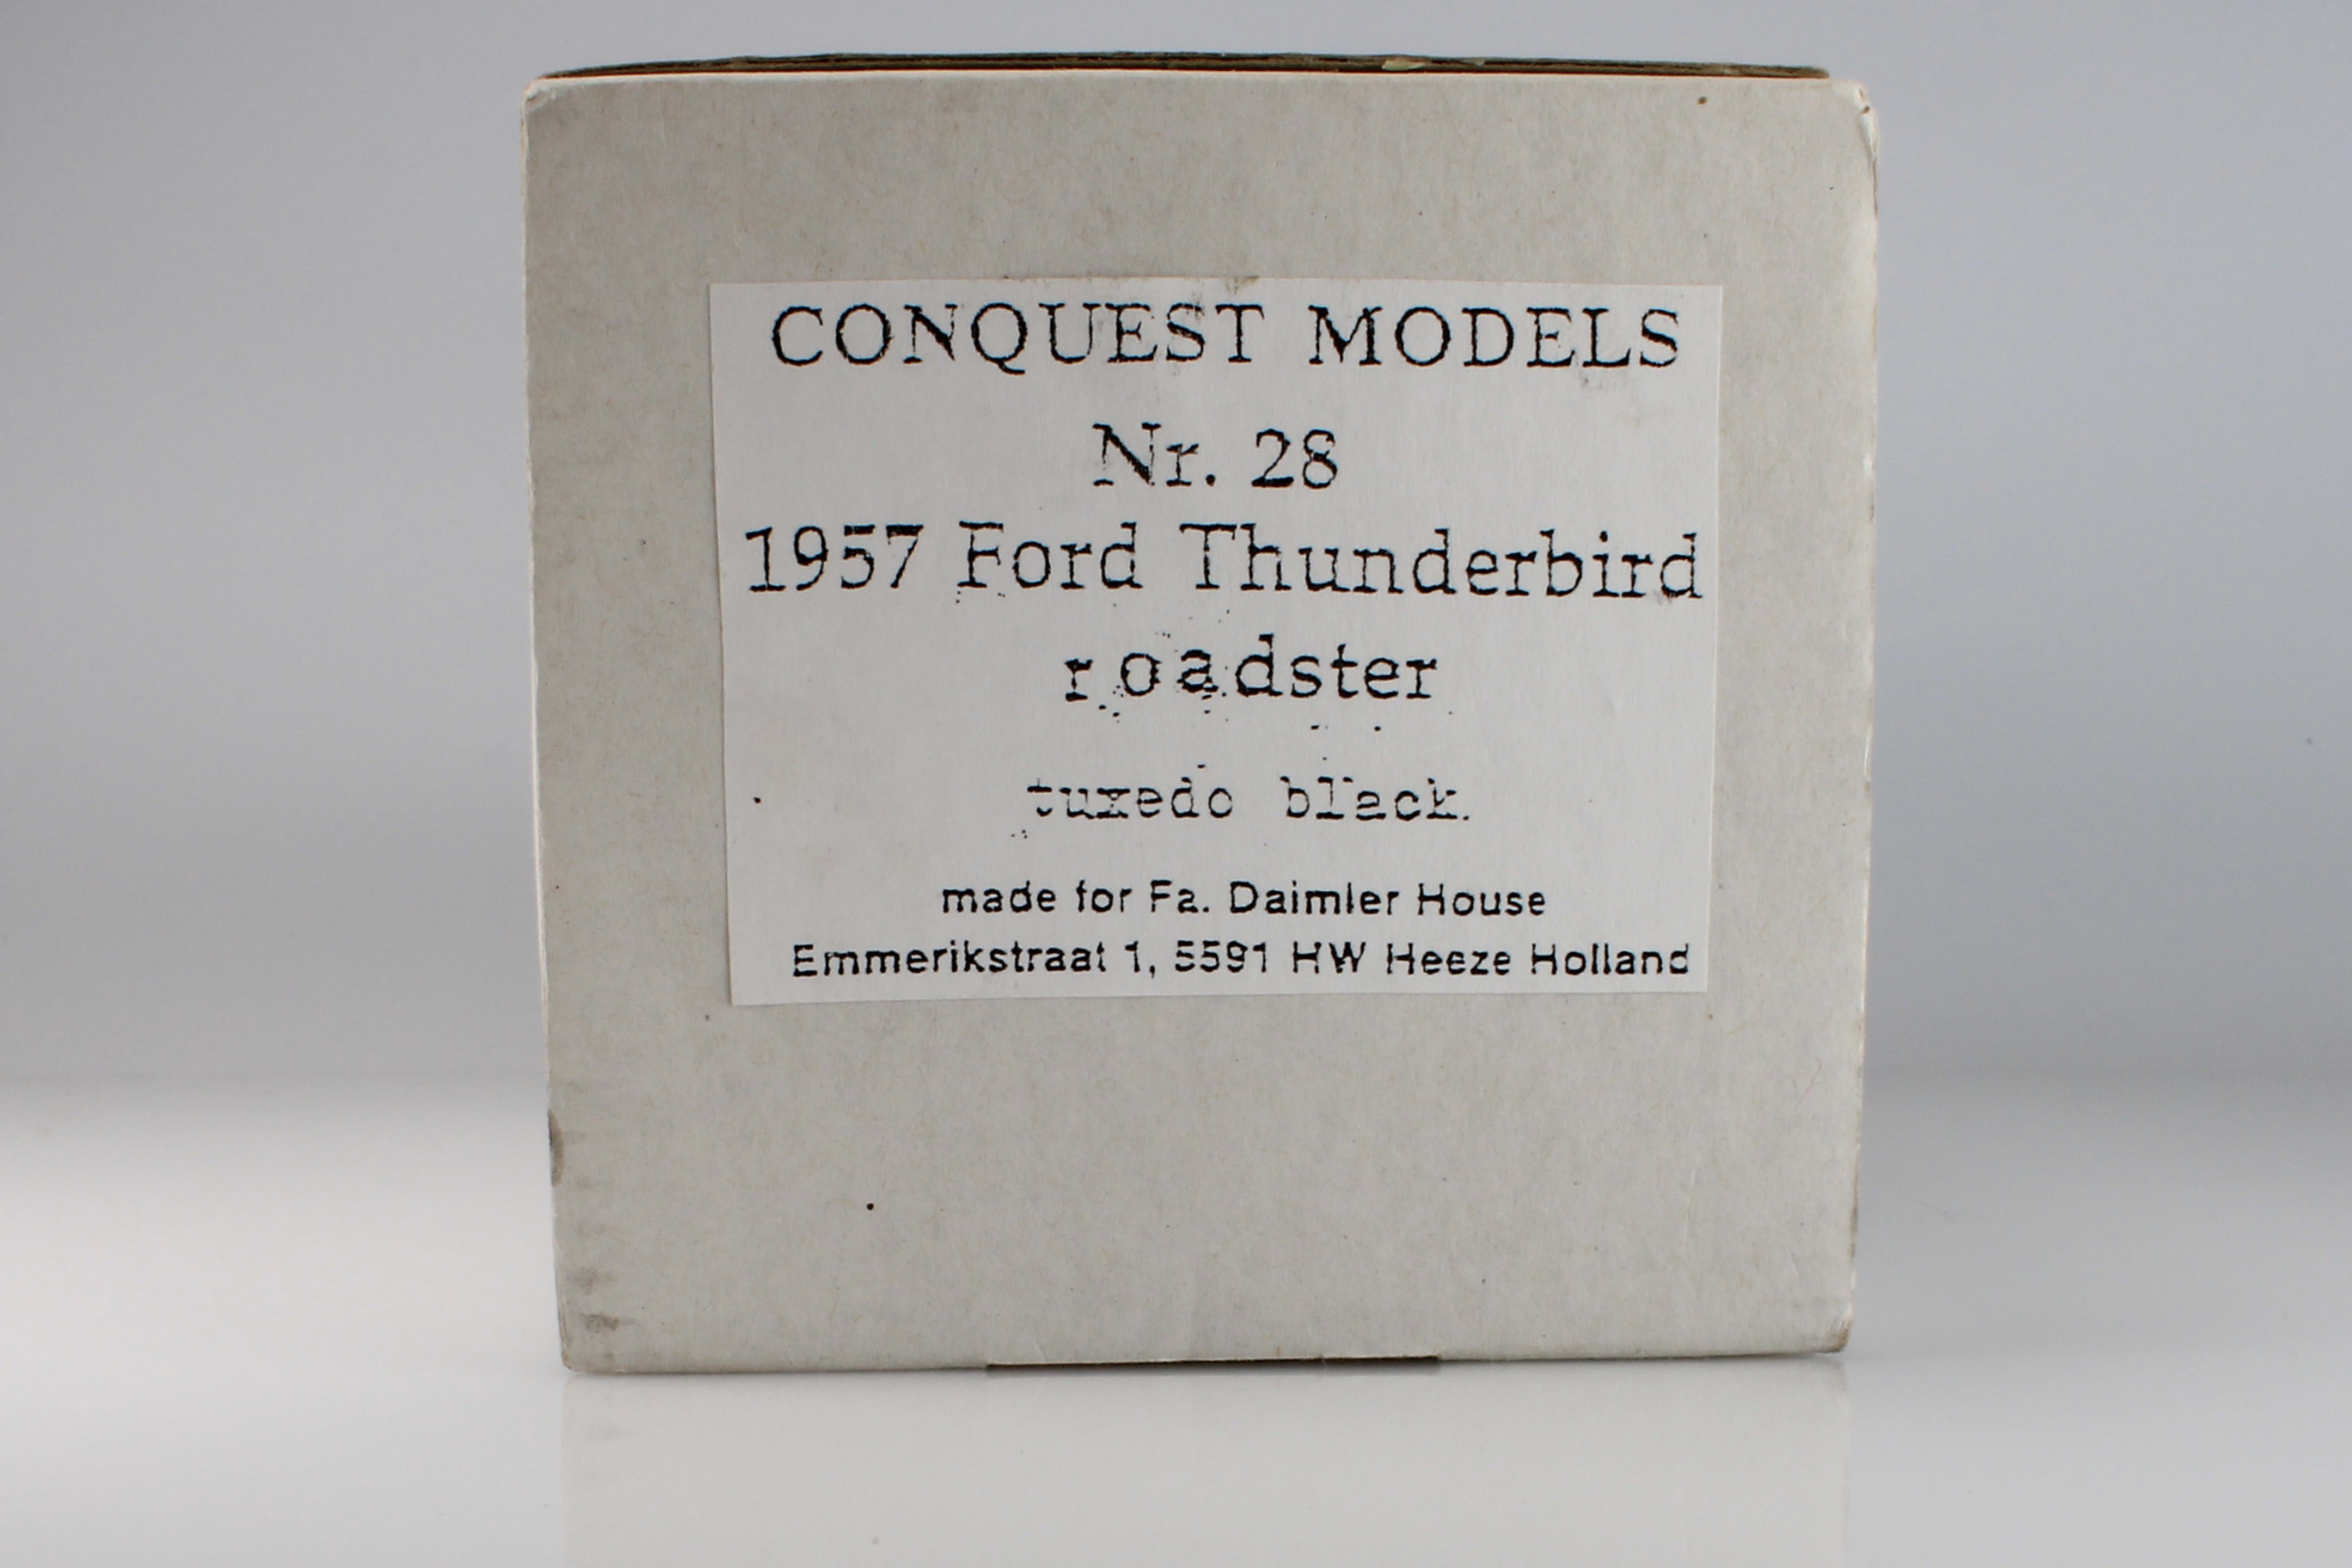 CONQUEST MODELS
Nr. 28
1957 Ford Thunderbird
roadster
tuxedo black.
made for Fa. Daimler House
Emmerikstraat 1, 5591 HW Heeze Holland